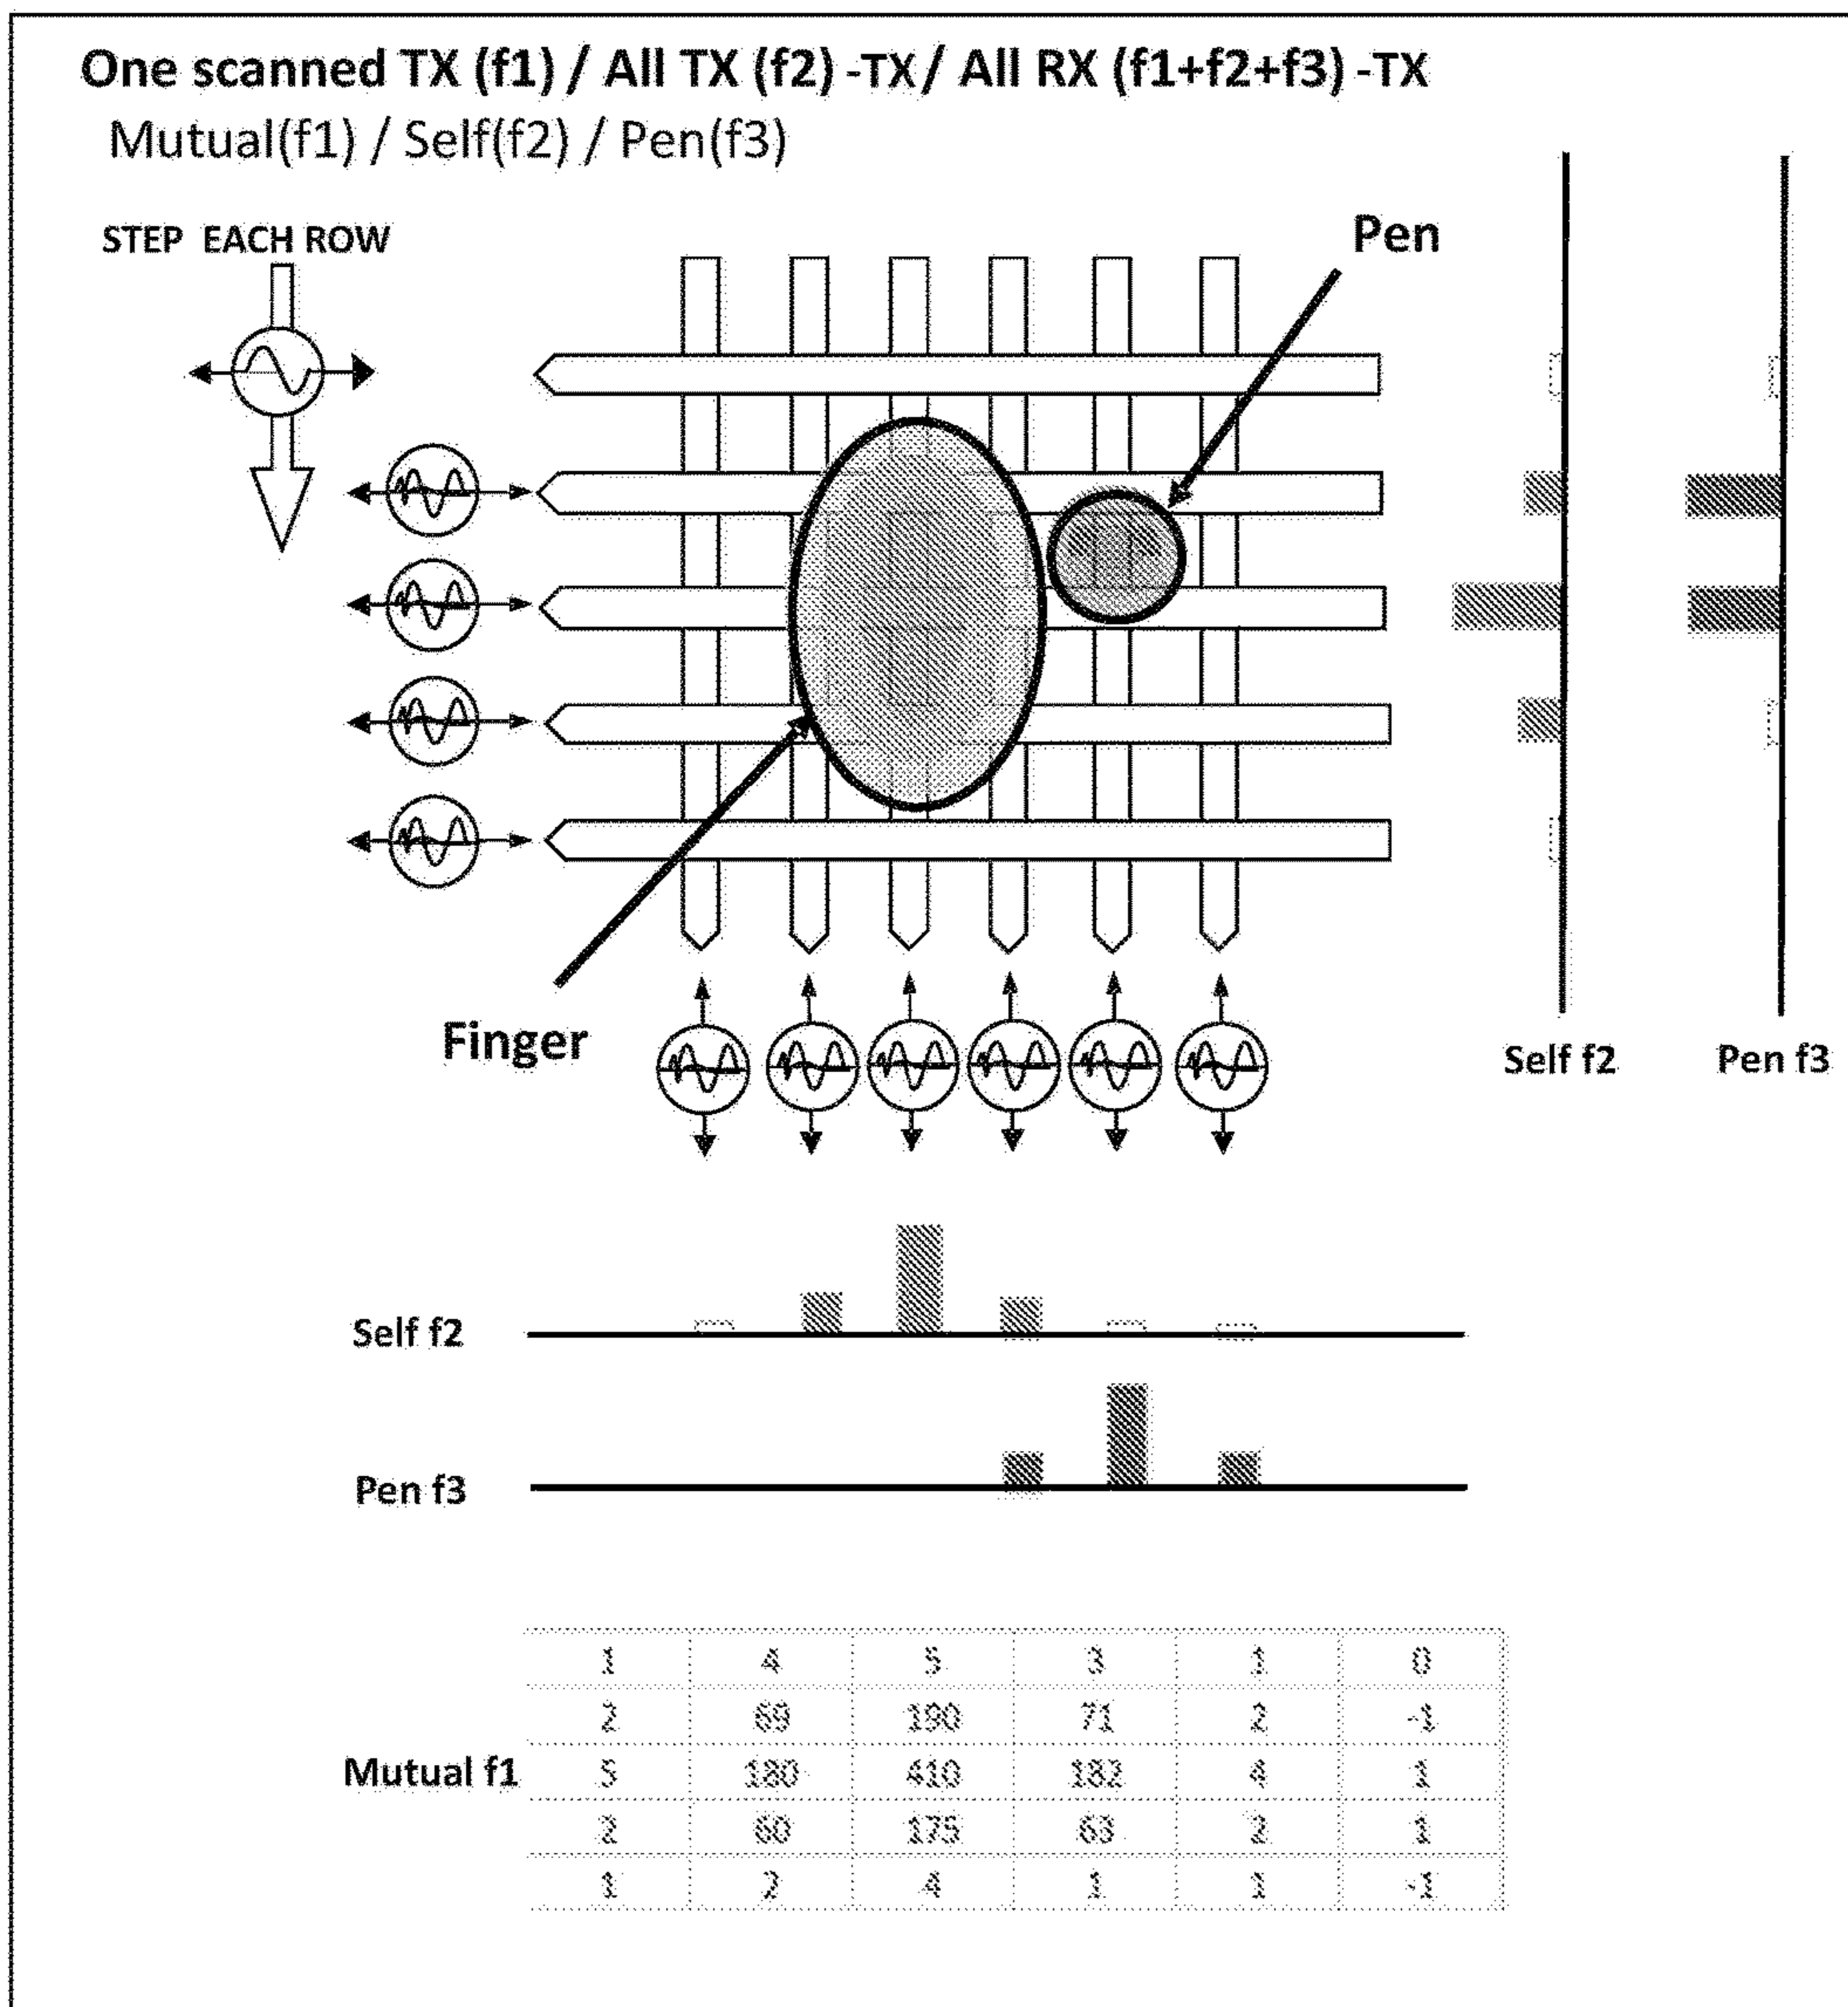 One scanned TX (f1) / All TX (f2) -TX / All RX (f1+f2+f3) -TX
Mutual(f1) / Self(f2) / Pen(f3)
STEP EACH ROW
Pen
Finger
Self f2
Pen f3
Self f2
Pen f3
Mutual f1
1 4 5 3 1 0
2 69 190 71 2 -1
5 180 410 182 4 1
2 60 175 63 2 1
1 2 4 1 1 -1